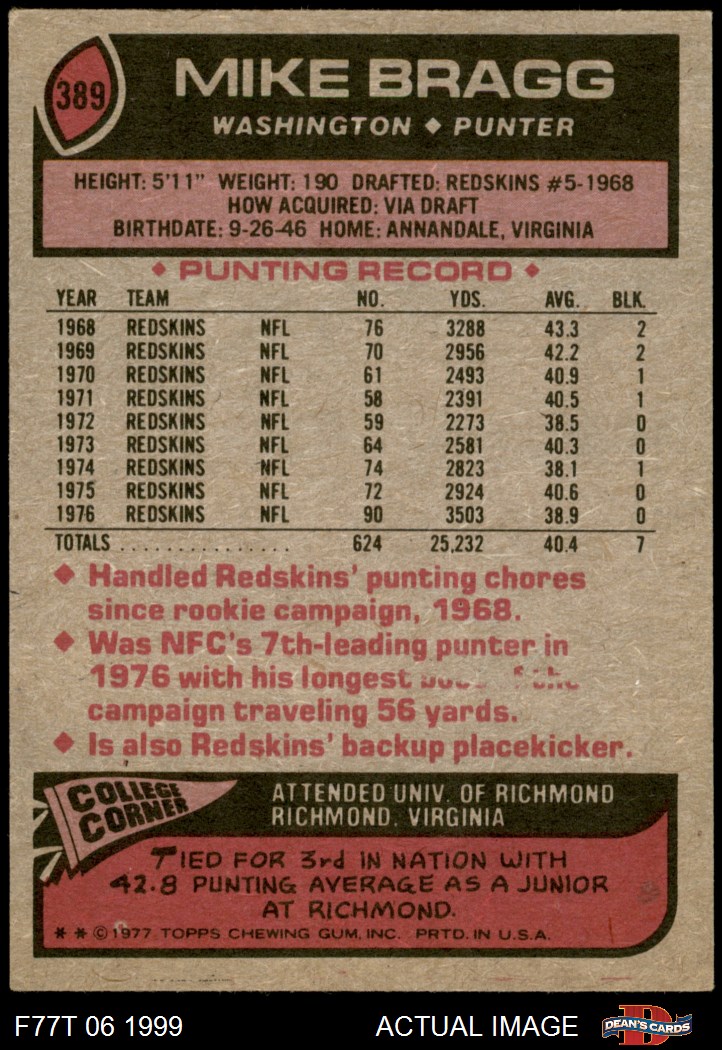 389
MIKE BRAGG
WASHINGTON ◆ PUNTER
HEIGHT: 5'11" WEIGHT: 190 DRAFTED: REDSKINS #5-1968
HOW ACQUIRED: VIA DRAFT
BIRTHDATE: 9-26-46 HOME: ANNANDALE, VIRGINIA
◆ PUNTING RECORD ◆
YEAR TEAM NO. YDS. AVG. BLK.
1968 REDSKINS NFL 76 3288 43.3 2
1969 REDSKINS NFL 70 2956 42.2 2
1970 REDSKINS NFL 61 2493 40.9 1
1971 REDSKINS NFL 58 2391 40.5 1
1972 REDSKINS NFL 59 2273 38.5 0
1973 REDSKINS NFL 64 2581 40.3 0
1974 REDSKINS NFL 74 2823 38.1 1
1975 REDSKINS NFL 72 2924 40.6 0
1976 REDSKINS NFL 90 3503 38.9 0
TOTALS ................ 624 25,232 40.4 7
◆ Handled Redskins' punting chores
since rookie campaign, 1968.
◆ Was NFC's 7th-leading punter in
1976 with his longest
campaign traveling 56 yards.
◆ Is also Redskins' backup placekicker.
COLLEGE
CORNER
ATTENDED UNIV. OF RICHMOND
RICHMOND, VIRGINIA
TIED FOR 3rd IN NATION WITH
42.8 PUNTING AVERAGE AS A JUNIOR
AT RICHMOND.
* * © 1977 TOPPS CHEWING GUM, INC. PRTD. IN U.S.A.
F77T 06 1999 ACTUAL IMAGE
D
DEAN'S CARDS